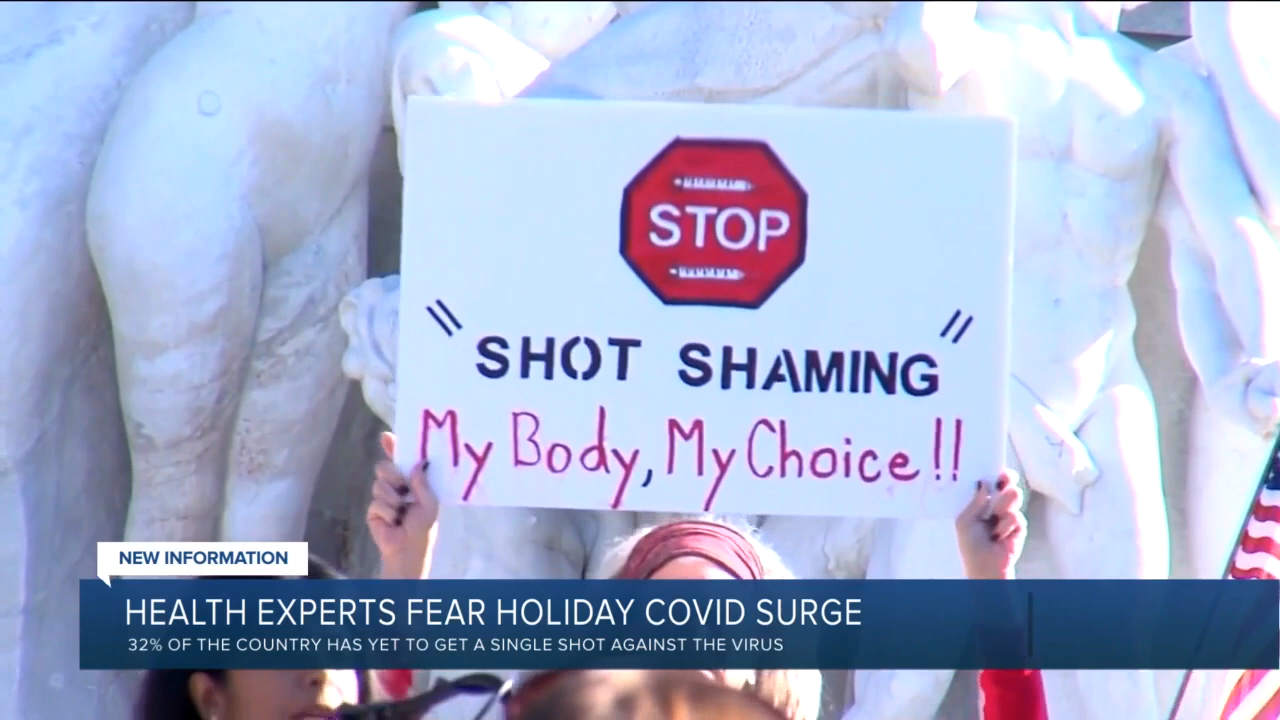 STOP
" SHOT SHAMING "
My Body, My Choice!!
NEW INFORMATION
HEALTH EXPERTS FEAR HOLIDAY COVID SURGE
32% OF THE COUNTRY HAS YET TO GET A SINGLE SHOT AGAINST THE VIRUS